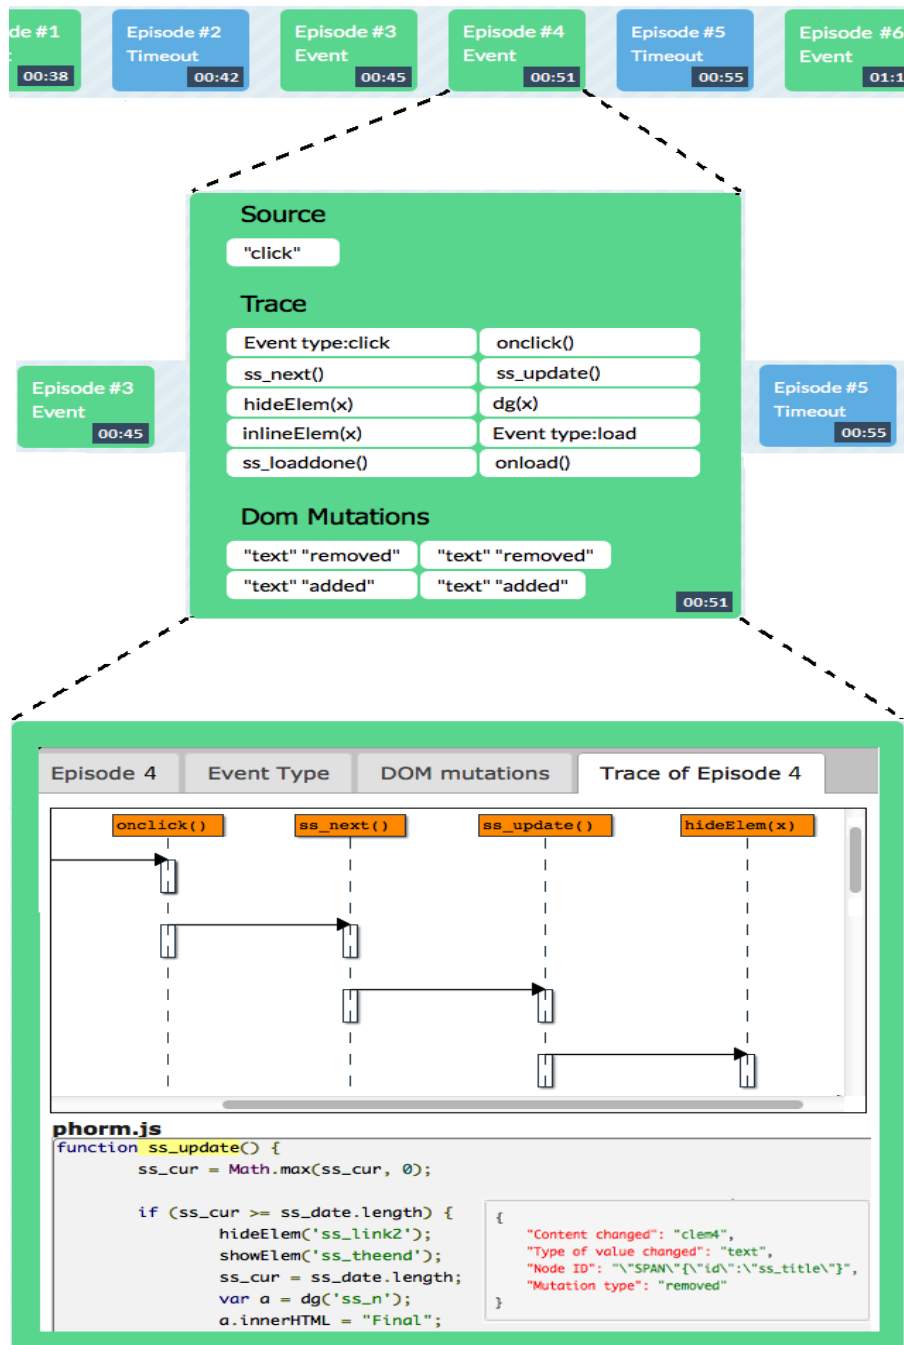 de #1 Episode #2 Episode #3 Episode #4 Episode #5 Episode #6
Timeout Event Event Timeout Event
00:38 00:42 00:45 00:51 00:55 01:1
Source
"click"
Trace
Event type:click onclick()
ss_next() ss_update()
hideElem(x) dg(x)
inlineElem(x) Event type:load
ss_loaddone() onload()
Episode #3
Event
00:45
Episode #5
Timeout
00:55
Dom Mutations
"text" "removed" "text" "removed"
"text" "added" "text" "added"
00:51
Episode 4 Event Type DOM mutations Trace of Episode 4
onclick() ss_next() ss_update() hideElem(x)
phorm.js
function ss_update() {
ss_cur = Math.max(ss_cur, 0);
if (ss_cur >= ss_date.length) {
hideElem('ss_link2');
showElem('ss_theend');
ss_cur = ss_date.length;
var a = dg('ss_n');
a.innerHTML = "Final";
{
"Content changed": "clem4",
"Type of value changed": "text",
"Node ID": "\"SPAN\"{\"id\":\"ss_title\"}",
"Mutation type": "removed"
}